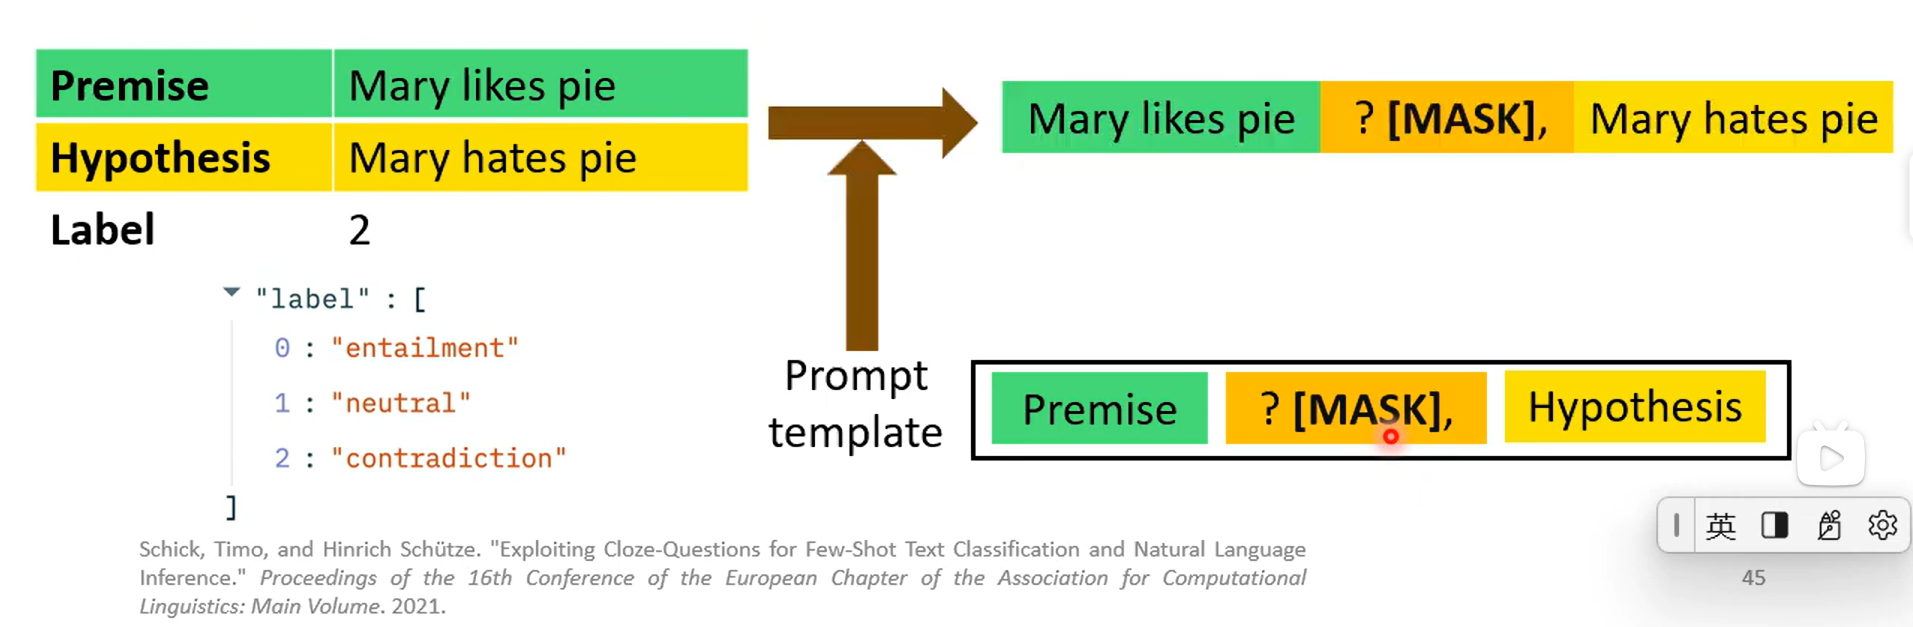 Premise Mary likes pie
Hypothesis Mary hates pie
Label 2
"label" : [
0 : "entailment"
1 : "neutral"
2 : "contradiction"
]
Mary likes pie ? [MASK], Mary hates pie
Prompt
template
Premise ? [MASK], Hypothesis
英
Schick, Timo, and Hinrich Schütze. "Exploiting Cloze-Questions for Few-Shot Text Classification and Natural Language
Inference." Proceedings of the 16th Conference of the European Chapter of the Association for Computational
Linguistics: Main Volume. 2021.
45